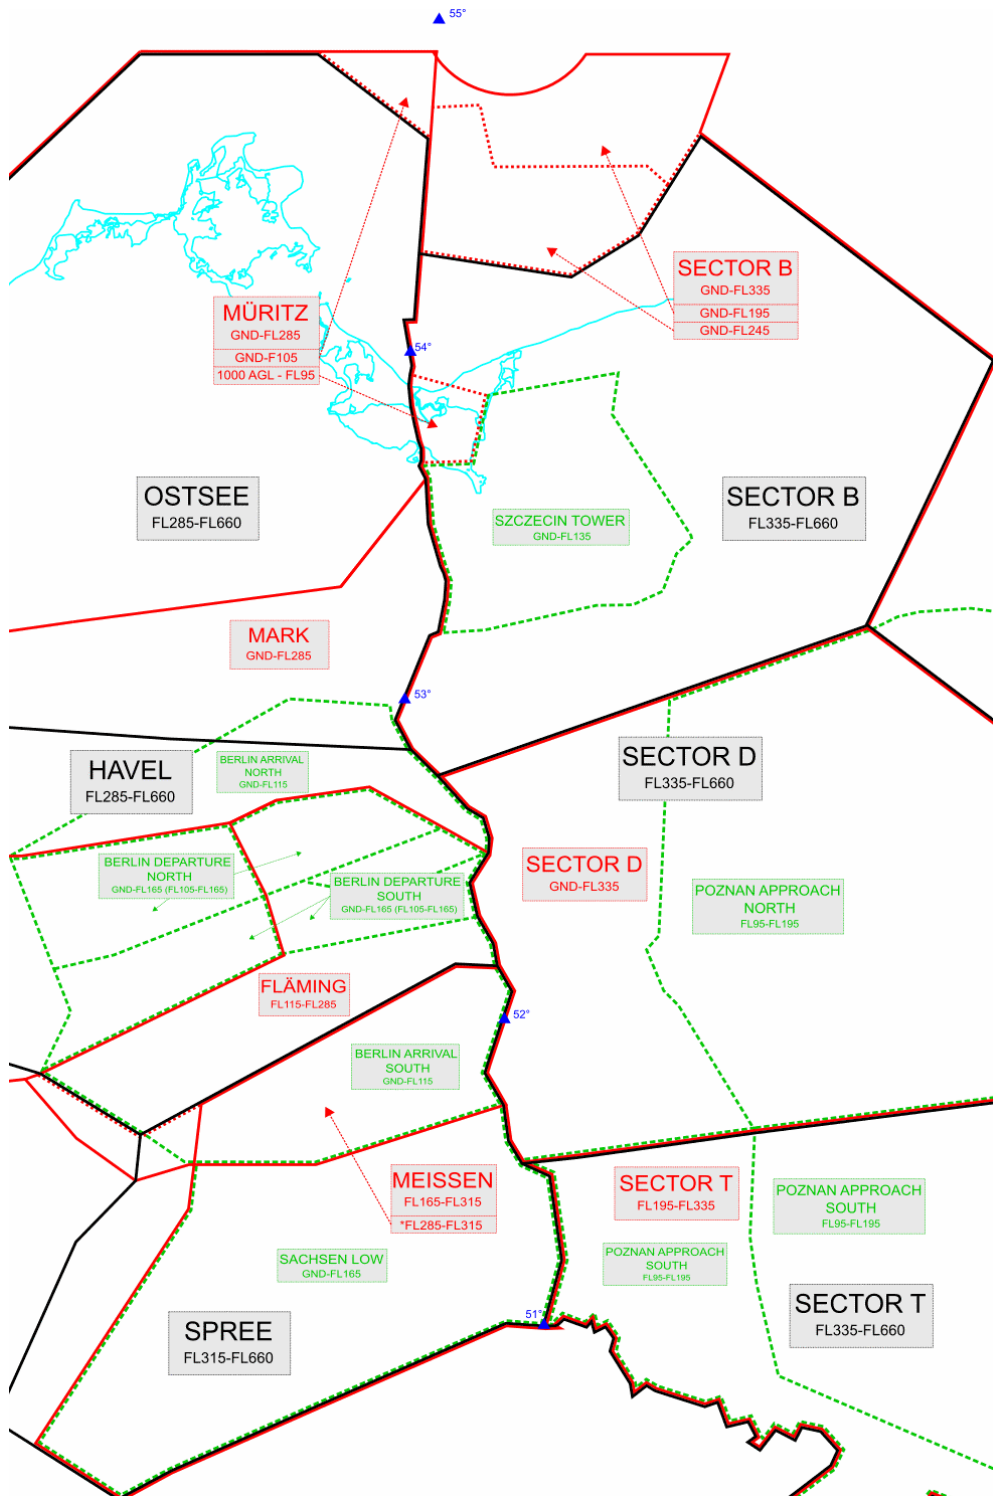 55°
SECTOR B
GND-FL335
GND-FL195
GND-FL245
MÜRITZ
GND-FL285
GND-F105
1000 AGL - FL95
54°
OSTSEE
FL285-FL660
SZCZECIN TOWER
GND-FL135
SECTOR B
FL335-FL660
MARK
GND-FL285
53°
HAVEL
FL285-FL660
BERLIN ARRIVAL
NORTH
GND-FL115
SECTOR D
FL335-FL660
BERLIN DEPARTURE
NORTH
GND-FL165 (FL105-FL165)
BERLIN DEPARTURE
SOUTH
GND-FL165 (FL105-FL165)
SECTOR D
GND-FL335
POZNAN APPROACH
NORTH
FL95-FL195
FLÄMING
FL115-FL285
52°
BERLIN ARRIVAL
SOUTH
GND-FL115
MEISSEN
FL165-FL315
*FL285-FL315
SECTOR T
FL195-FL335
POZNAN APPROACH
SOUTH
FL95-FL195
SACHSEN LOW
GND-FL165
POZNAN APPROACH
SOUTH
FL95-FL195
51°
SPREE
FL315-FL660
SECTOR T
FL335-FL660